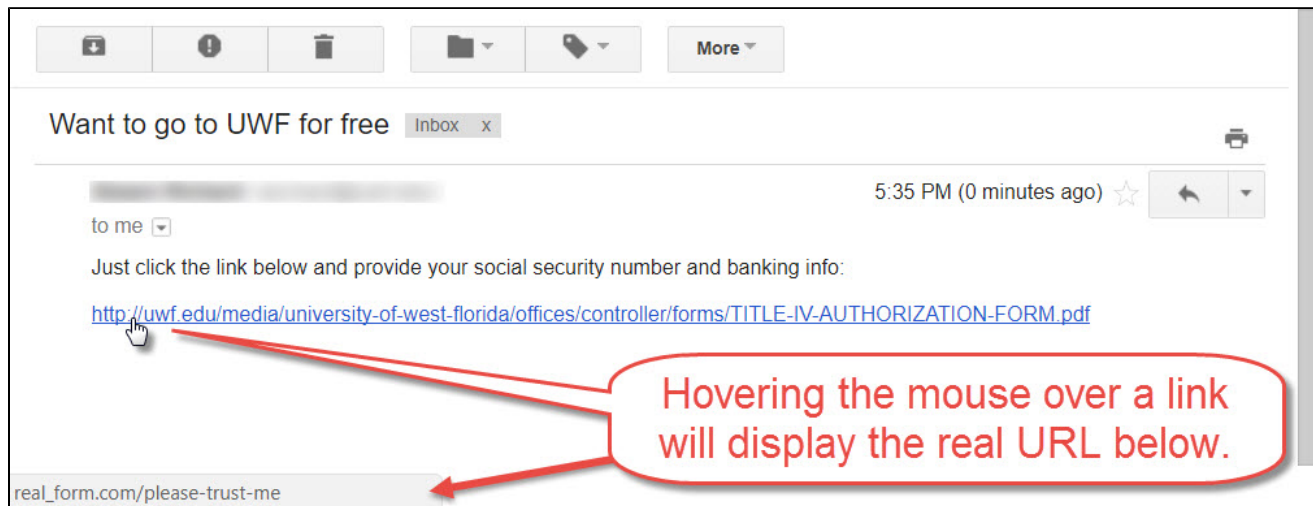 More
Want to go to UWF for free Inbox x
5:35 PM (0 minutes ago)
to me
Just click the link below and provide your social security number and banking info:
http://uwf.edu/media/university-of-west-florida/offices/controller/forms/TITLE-IV-AUTHORIZATION-FORM.pdf
Hovering the mouse over a link
will display the real URL below.
real_form.com/please-trust-me